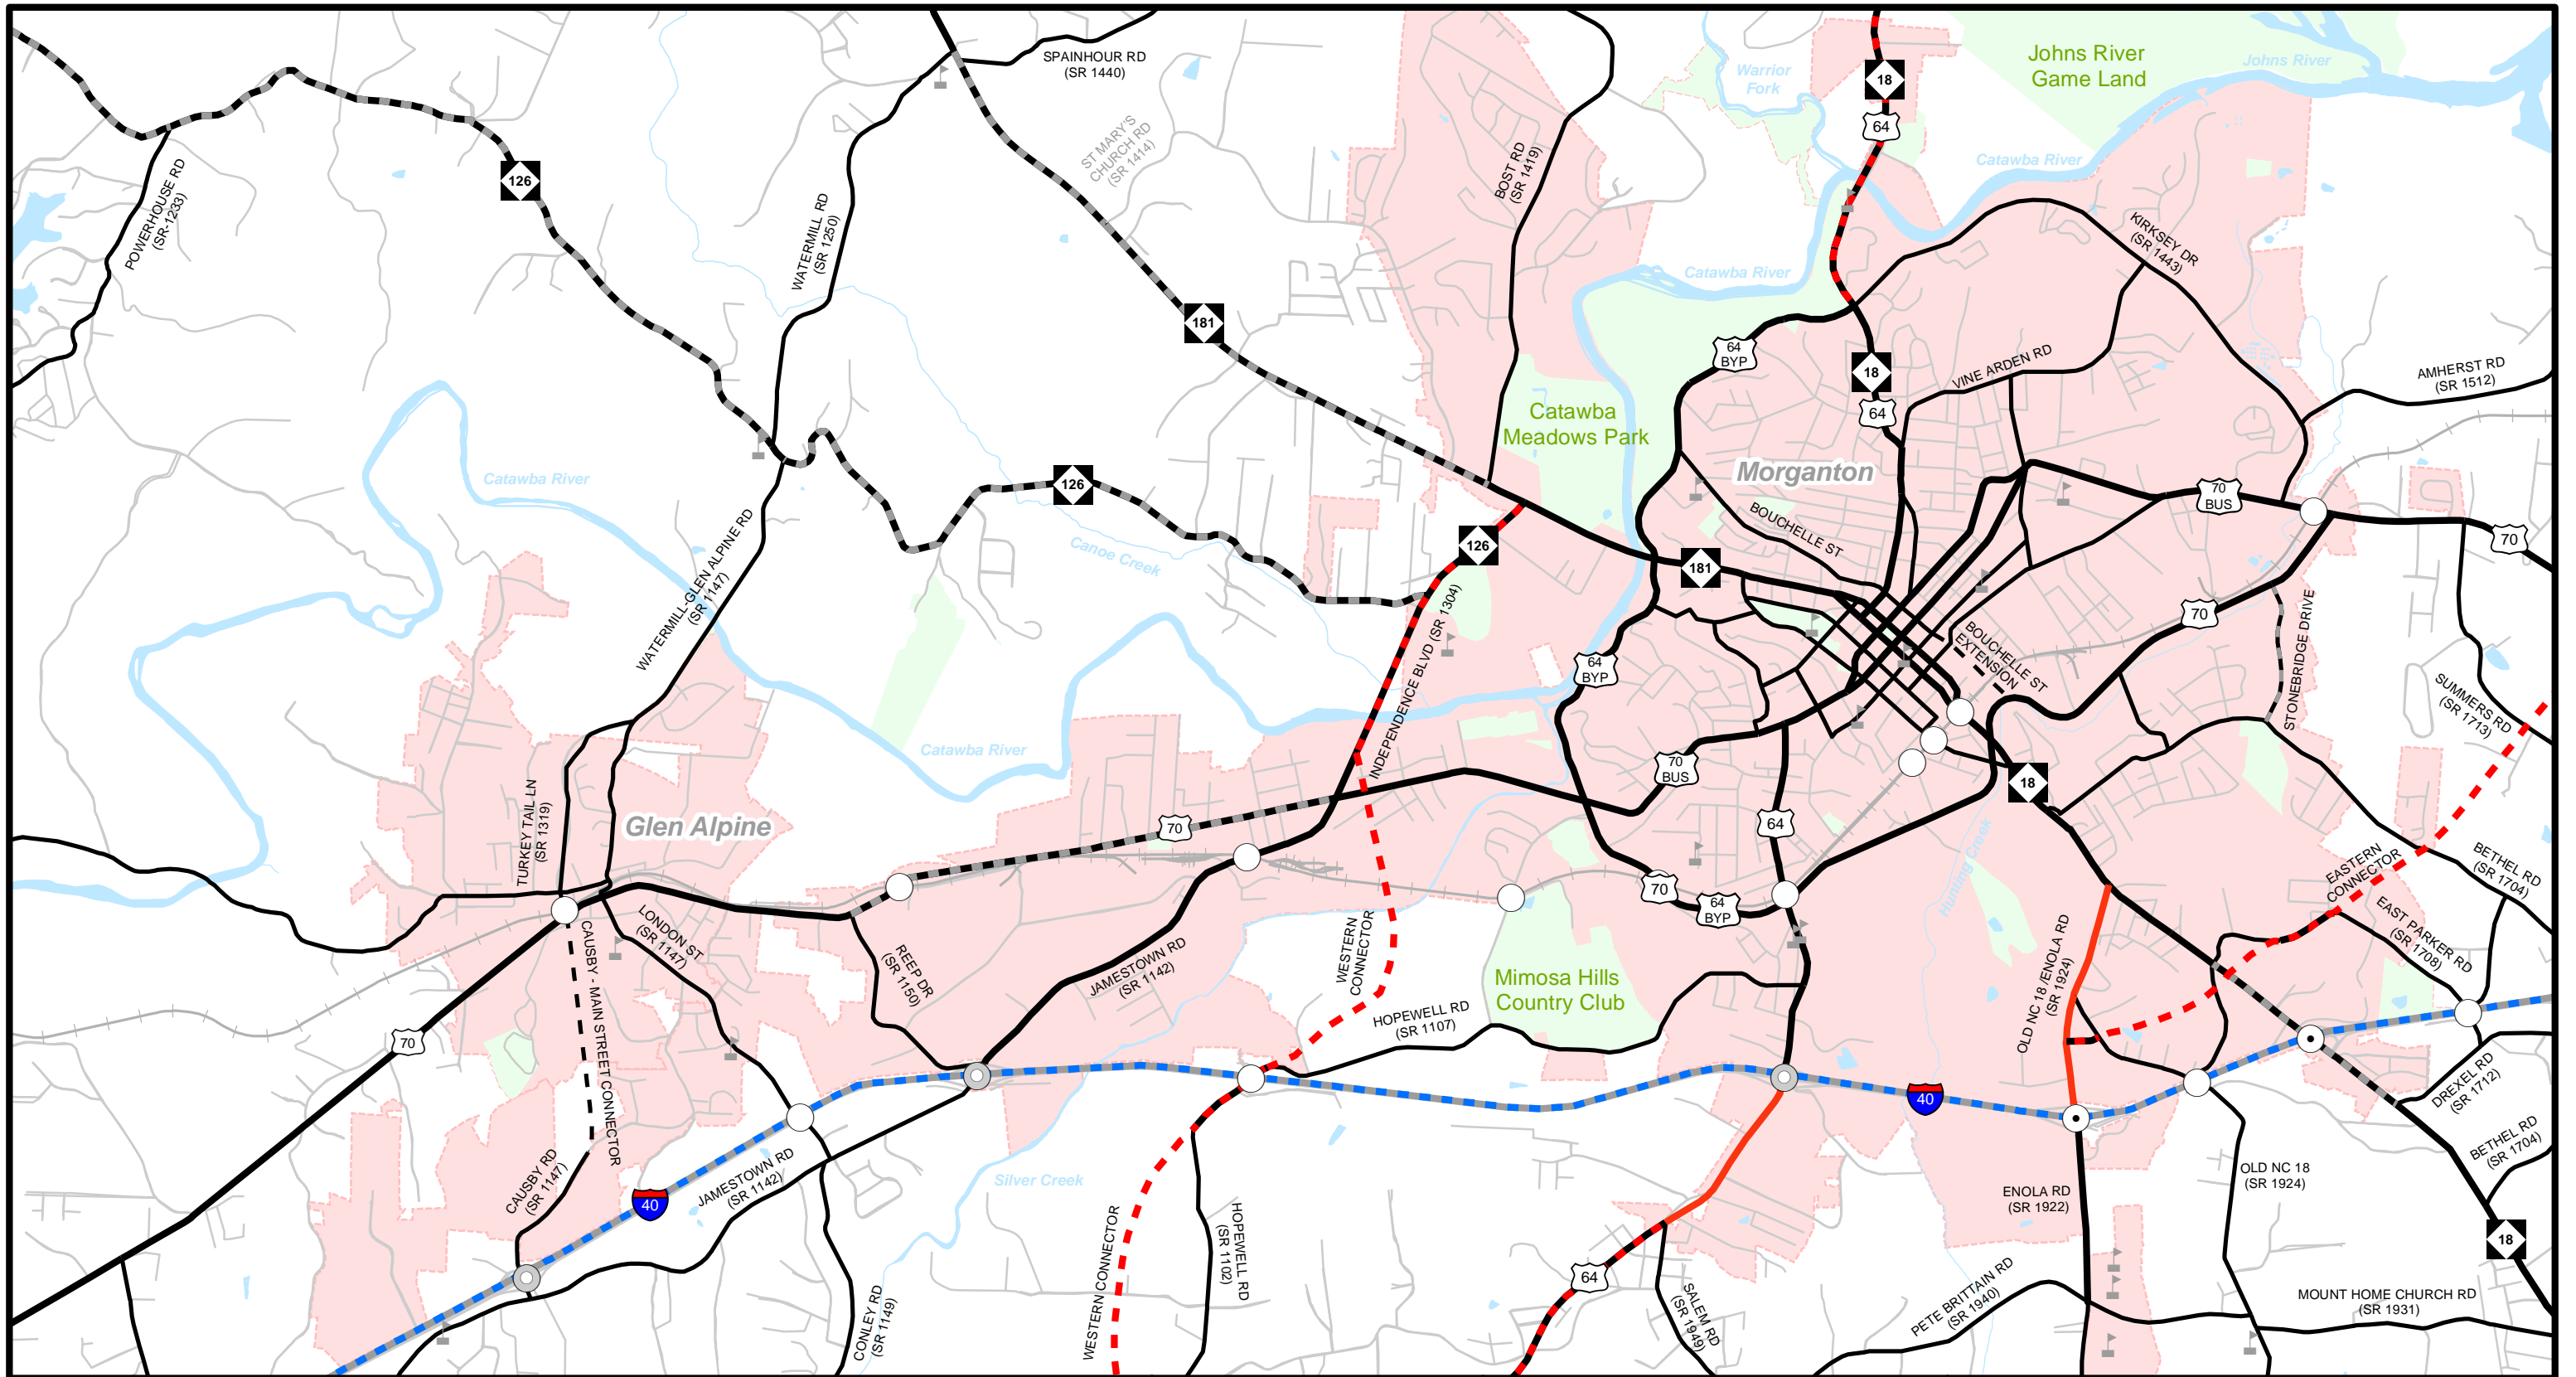 SPAINHOUR RD
(SR 1440)
Johns River
Game Land
Johns River
Warrior
Fork
18
64
ST MARY'S
CHURCH RD
(SR 1414)
BOST RD
(SR 1419)
Catawba River
126
POWERHOUSE RD
(SR-1233)
WATERMILL RD
(SR 1250)
KIRKSEY DR
(SR 1443)
Catawba River
181
64
BYP
18
VINE ARDEN RD
AMHERST RD
(SR 1512)
64
Catawba
Meadows Park
Morganton
Catawba River
126
70
BUS
BOUCHELLE ST
WATERMILL-GLEN ALPINE RD
(SR 1147)
Canoe Creek
126
70
181
INDEPENDENCE BLVD (SR 1304)
70
BOUCHELLE ST
EXTENSION
STONEBRIDGE DRIVE
64
BYP
SUMMERS RD
(SR 1713)
Catawba River
70
BUS
18
TURKEY TAIL LN
(SR 1319)
Glen Alpine
70
64
Hunting Creek
EASTERN
CONNECTOR
BETHEL RD
(SR 1704)
70
64
BYP
LONDON ST
(SR 1147)
CAUSBY - MAIN STREET CONNECTOR
REEP DR
(SR 1150)
JAMESTOWN RD
(SR 1142)
WESTERN
CONNECTOR
EAST PARKER RD
(SR 1708)
OLD NC 18 /ENOLA RD
(SR 1924)
Mimosa Hills
Country Club
HOPEWELL RD
(SR 1107)
70
DREXEL RD
(SR 1712)
40
BETHEL RD
(SR 1704)
CAUSBY RD
(SR 1147)
JAMESTOWN RD
(SR 1142)
Silver Creek
OLD NC 18
(SR 1924)
40
ENOLA RD
(SR 1922)
HOPEWELL RD
(SR 1102)
WESTERN CONNECTOR
18
64
CONLEY RD
(SR 1149)
SALEM RD
(SR 1949)
PETE BRITTAIN RD
(SR 1940)
MOUNT HOME CHURCH RD
(SR 1931)